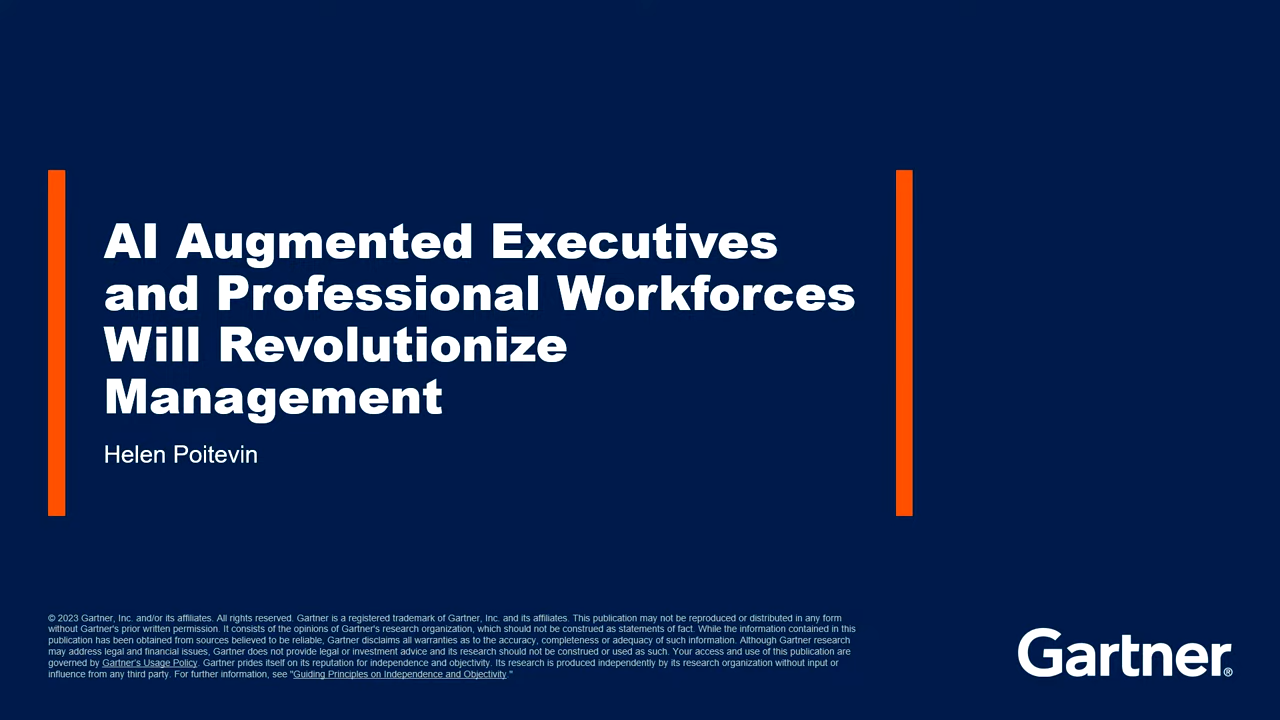 AI Augmented Executives
and Professional Workforces
Will Revolutionize
Management
Helen Poitevin
© 2023 Gartner, Inc. and/or its affiliates. All rights reserved. Gartner is a registered trademark of Gartner, Inc. and its affiliates. This publication may not be reproduced or distributed in any form
without Gartner's prior written permission. It consists of the opinions of Gartner's research organization, which should not be construed as statements of fact. While the information contained in this
publication has been obtained from sources believed to be reliable, Gartner disclaims all warranties as to the accuracy, completeness or adequacy of such information. Although Gartner research
may address legal and financial issues, Gartner does not provide legal or investment advice and its research should not be construed or used as such. Your access and use of this publication are
governed by Gartner's Usage Policy. Gartner prides itself on its reputation for independence and objectivity. Its research is produced independently by its research organization without input or
influence from any third party. For further information, see "Guiding Principles on Independence and Objectivity."
Gartner®